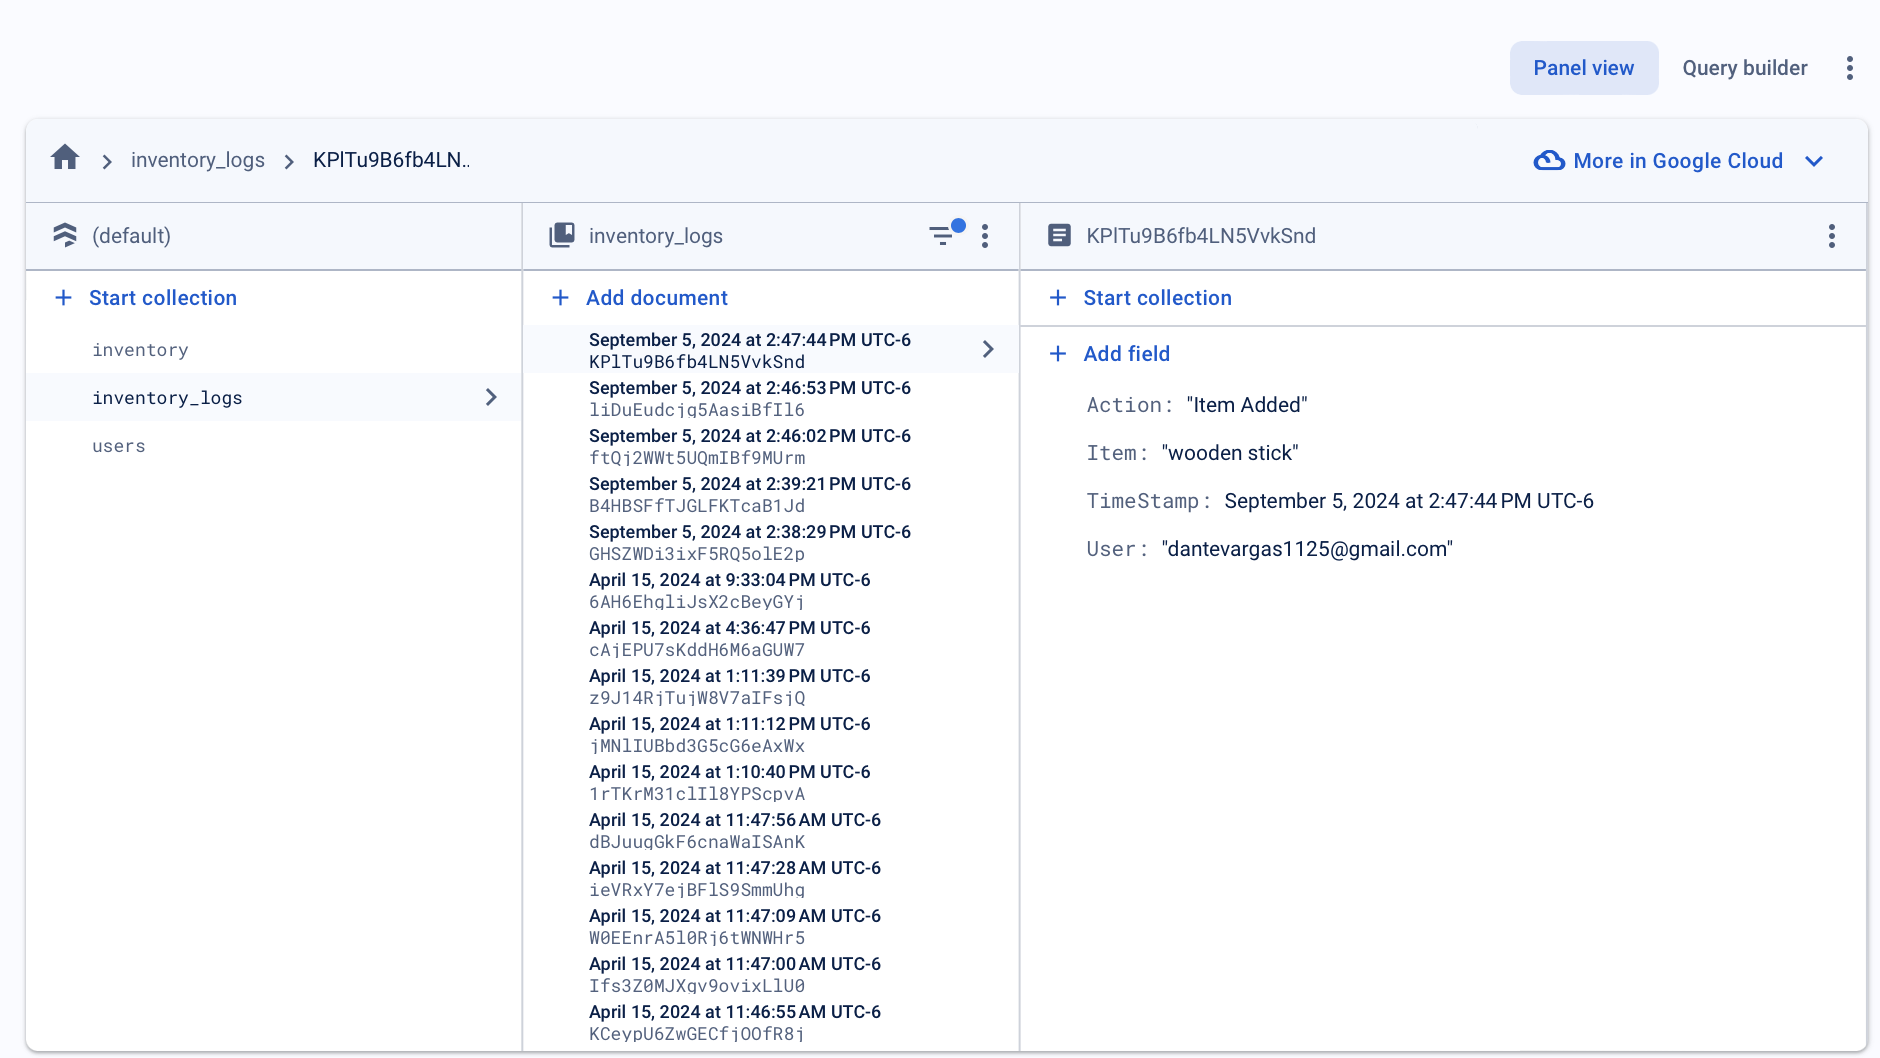 Panel view
Query builder
inventory_logs
KPlTu9B6fb4LN..
More in Google Cloud
(default)
inventory_logs
KPlTu9B6fb4LN5VvkSnd
+ Start collection
inventory
inventory_logs
users
+ Add document
September 5, 2024 at 2:47:44 PM UTC-6
KPlTu9B6fb4LN5VvkSnd
September 5, 2024 at 2:46:53 PM UTC-6
liDuEudcjg5AasiBfIl6
September 5, 2024 at 2:46:02 PM UTC-6
ftQj2WWt5UQmIBf9MUrm
September 5, 2024 at 2:39:21 PM UTC-6
B4HBSFfTJGLFKTcaB1Jd
September 5, 2024 at 2:38:29 PM UTC-6
GHSZWDi3ixF5RQ5olE2p
April 15, 2024 at 9:33:04 PM UTC-6
6AH6EhgliJsX2cBeyGYj
April 15, 2024 at 4:36:47 PM UTC-6
cAjEPU7sKddH6M6aGUW7
April 15, 2024 at 1:11:39 PM UTC-6
z9J14RjTujW8V7aIFsjQ
April 15, 2024 at 1:11:12 PM UTC-6
jMNlIUBbd3G5cG6eAxWx
April 15, 2024 at 1:10:40 PM UTC-6
1rTKrM31clIl8YPScpvA
April 15, 2024 at 11:47:56 AM UTC-6
dBJuugGkF6cnaWaISAnK
April 15, 2024 at 11:47:28 AM UTC-6
ieVRxY7ejBFlS9SmmUhg
April 15, 2024 at 11:47:09 AM UTC-6
W0EEnrA5l0Rj6tWNWHr5
April 15, 2024 at 11:47:00 AM UTC-6
Ifs3Z0MJXgv9ovixLlU0
April 15, 2024 at 11:46:55 AM UTC-6
KCeypU6ZwGECfjOOfR8j
+ Start collection
+ Add field
Action: "Item Added"
Item: "wooden stick"
TimeStamp: September 5, 2024 at 2:47:44 PM UTC-6
User: "dantevargas1125@gmail.com"